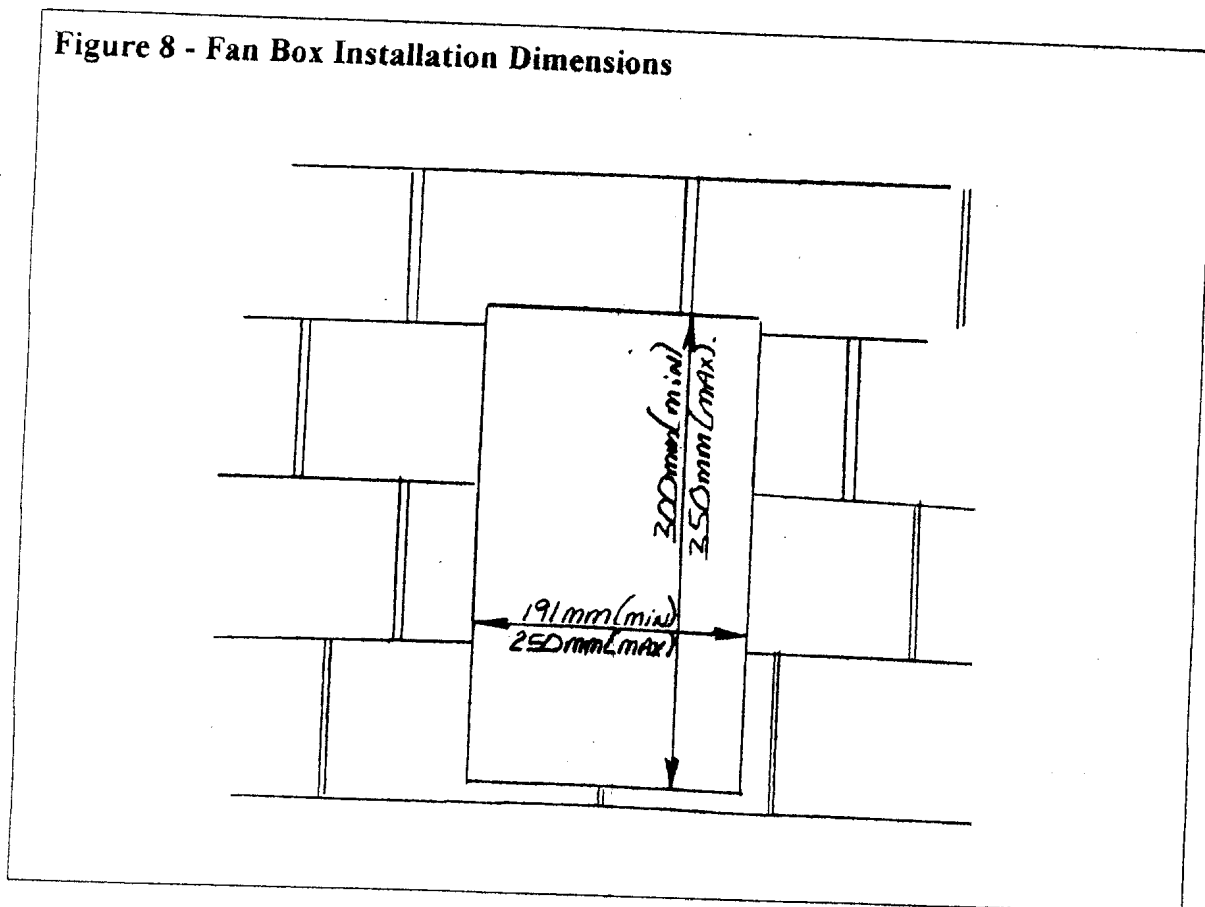 Figure 8 - Fan Box Installation Dimensions
300mm(min)
350mm(MAX).
191mm(min)
250mm(MAX)